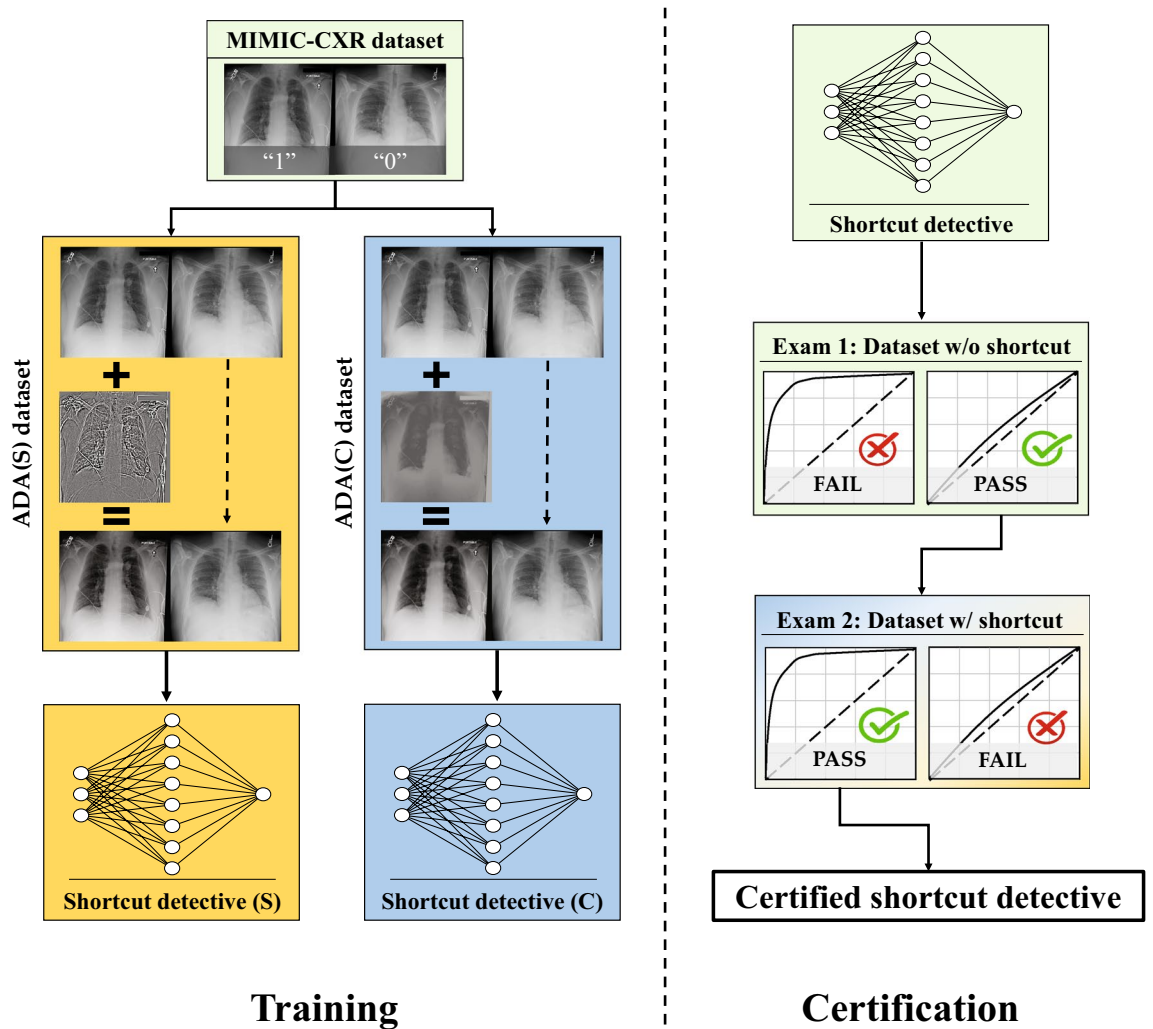 MIMIC-CXR dataset
“1”
“0”
ADA(S) dataset
ADA(C) dataset
Shortcut detective (S)
Shortcut detective (C)
Training
Shortcut detective
Exam 1: Dataset w/o shortcut
FAIL
PASS
Exam 2: Dataset w/ shortcut
PASS
FAIL
Certified shortcut detective
Certification